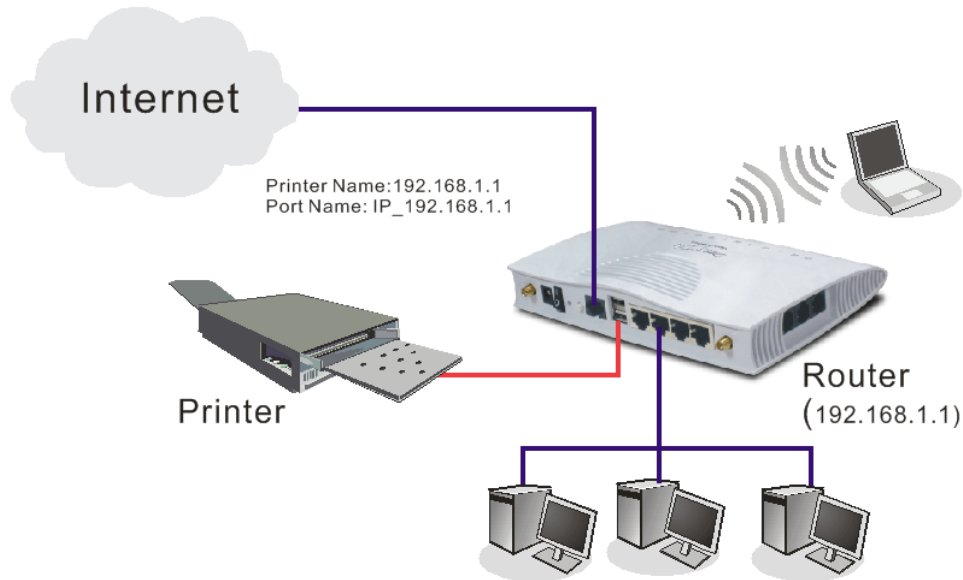 Internet
Printer Name:192.168.1.1
Port Name: IP_192.168.1.1
Printer
Router
(192.168.1.1)